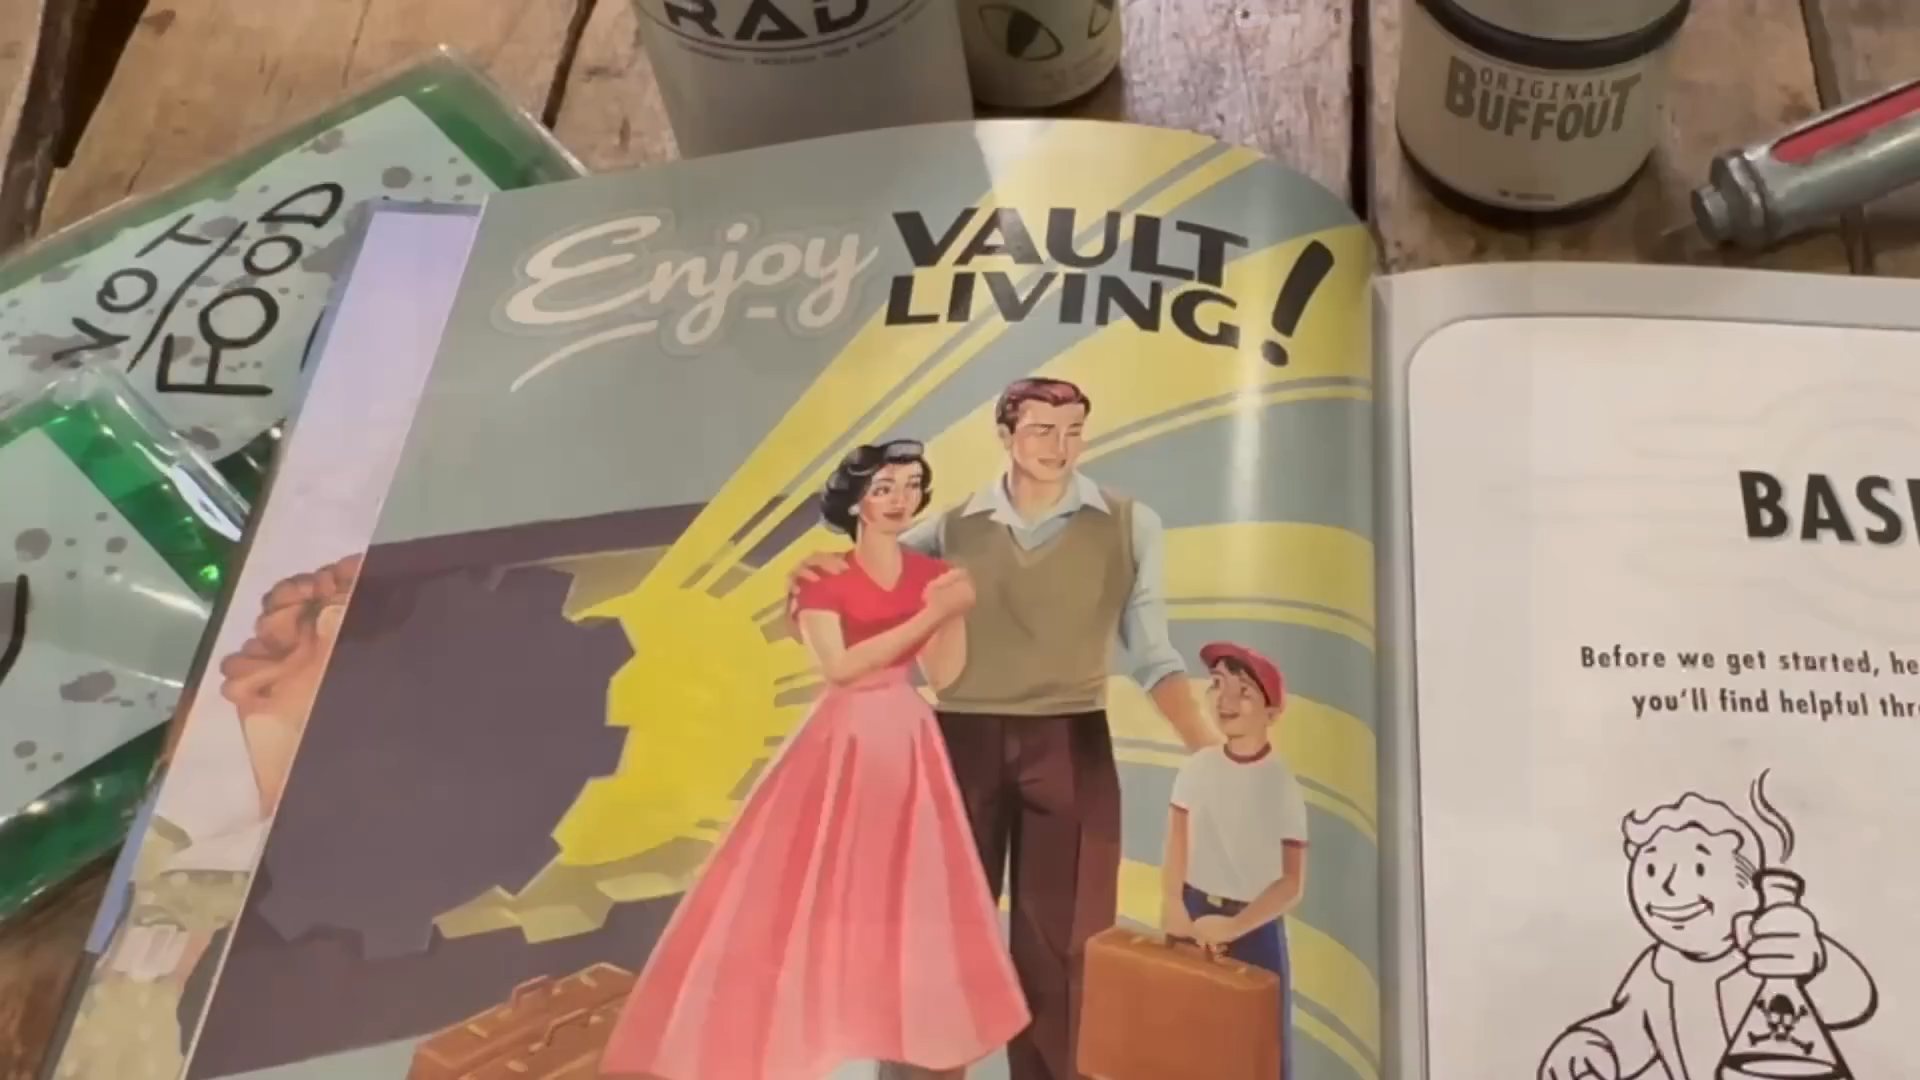 RAD
ORIGINAL
BUFFOUT
NOT
FOOD
Enjoy VAULT
LIVING!
BAS
Before we get started, he
you'll find helpful thr